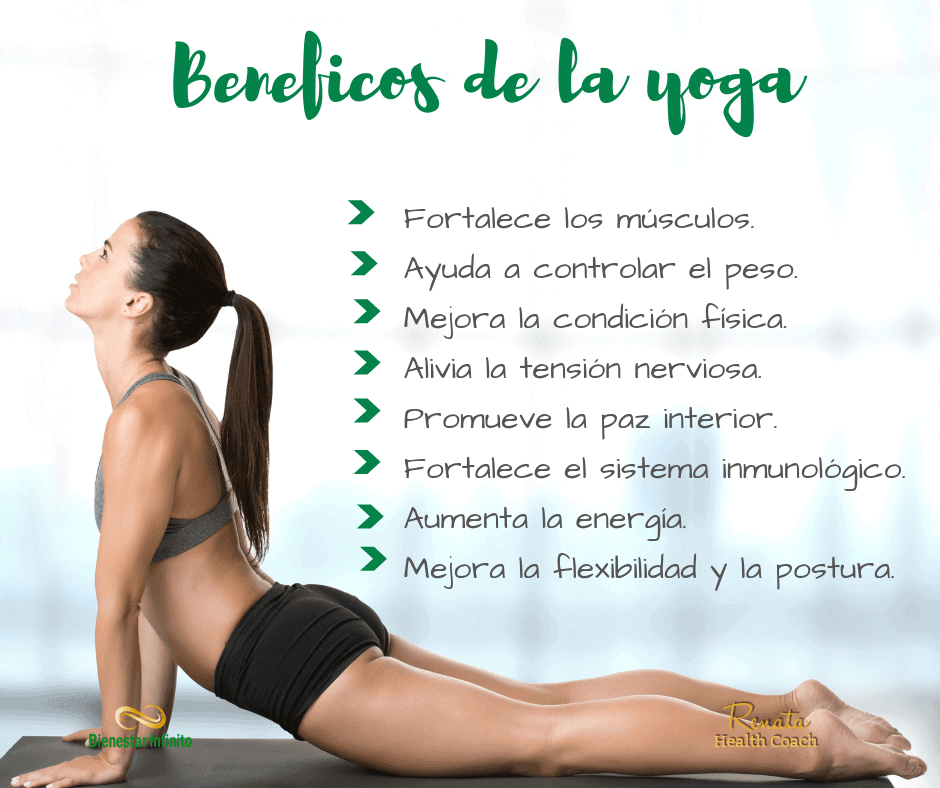 Beneficos de la yoga
Fortalece los músculos.
Ayuda a controlar el peso.
Mejora la condición física.
Alivia la tensión nerviosa.
Promueve la paz interior.
Fortalece el sistema inmunológico.
Aumenta la energía.
Mejora la flexibilidad y la postura.
Bienestar Infinito
Renata
Health Coach